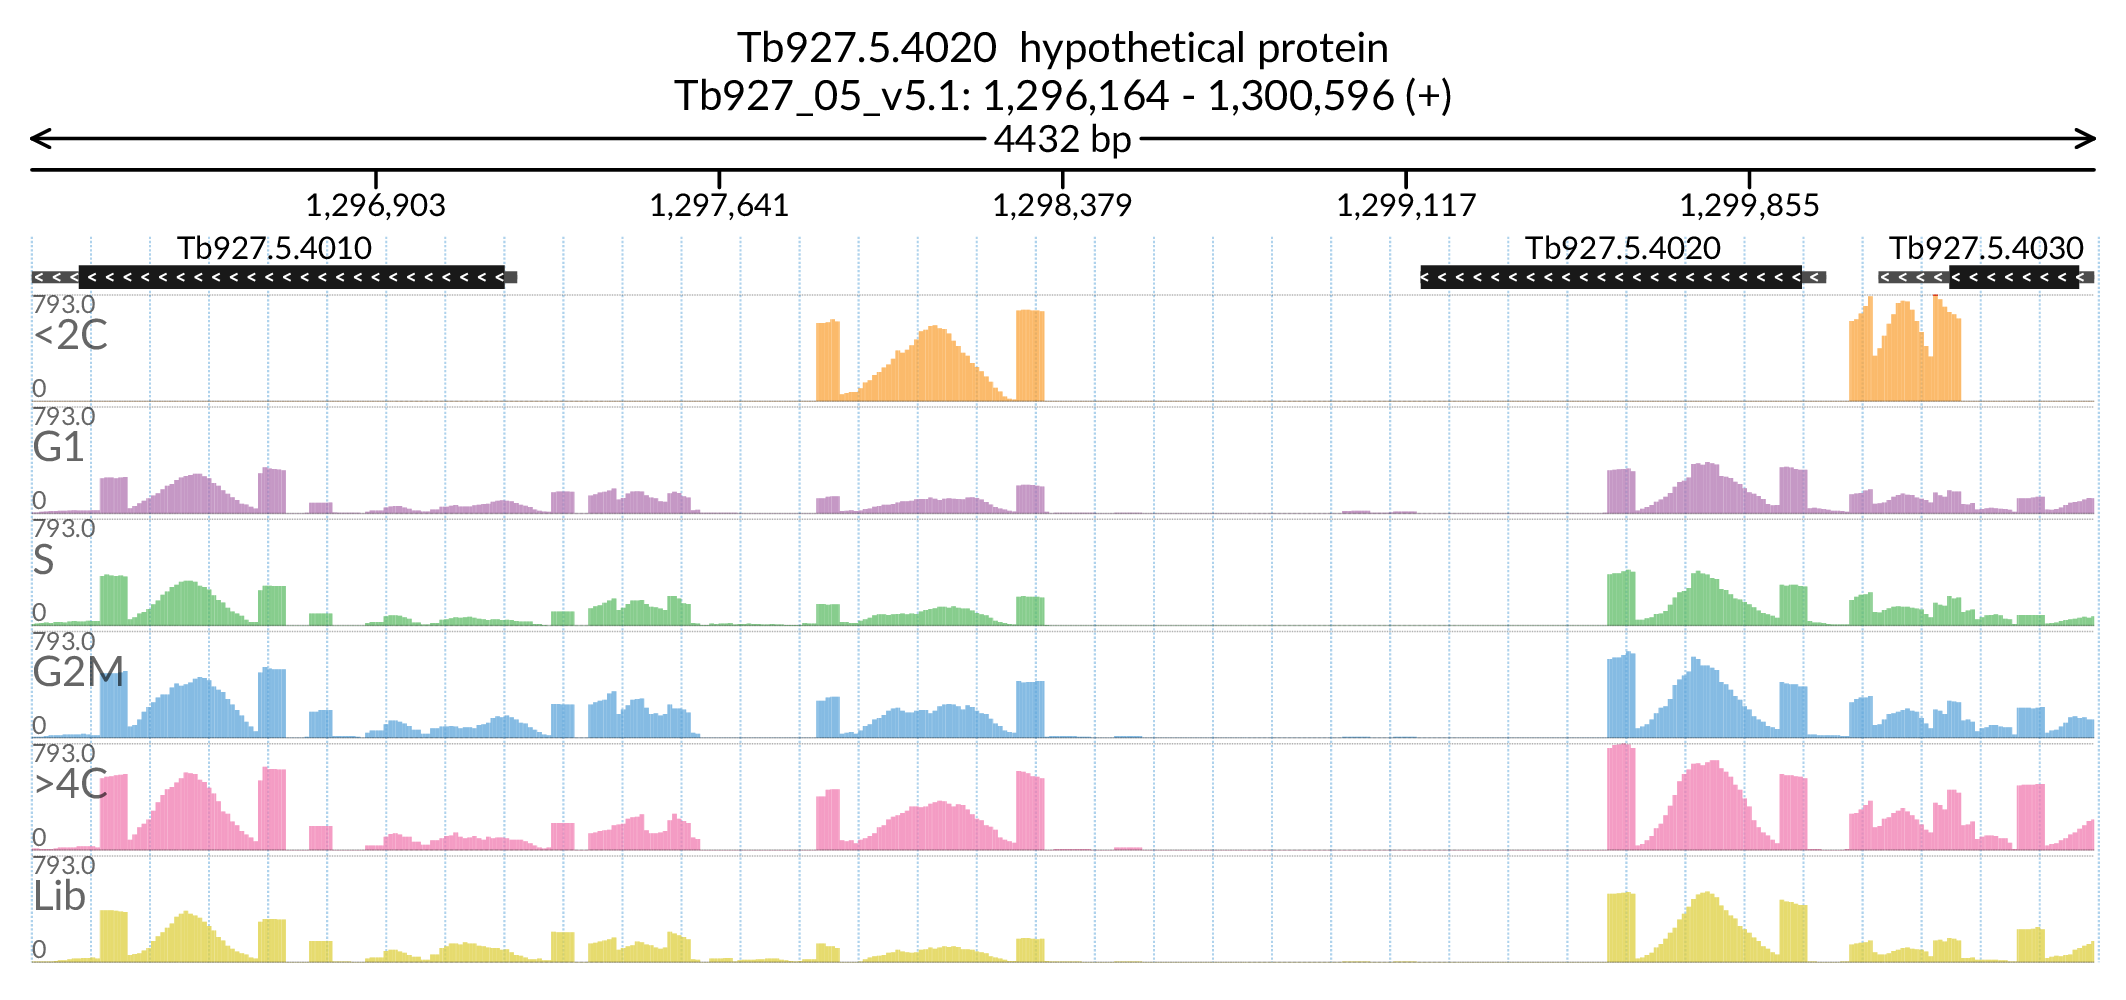 Tb927.5.4020  hypothetical protein
Tb927_05_v5.1: 1,296,164 - 1,300,596 (+)
4432 bp
1,296,903 1,297,641 1,298,379 1,299,117 1,299,855
Tb927.5.4010 Tb927.5.4020 Tb927.5.4030
793.0
<2C
0
793.0
G1
0
793.0
S
0
793.0
G2M
0
793.0
>4C
0
793.0
Lib
0